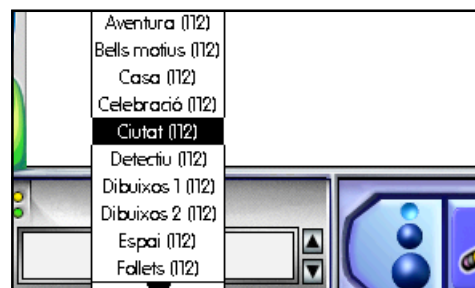 Aventura (112)
Bells motius (112)
Casa (112)
Celebració (112)
Ciutat (112)
Detectiu (112)
Dibuixos 1 (112)
Dibuixos 2 (112)
Espai (112)
Follets (112)